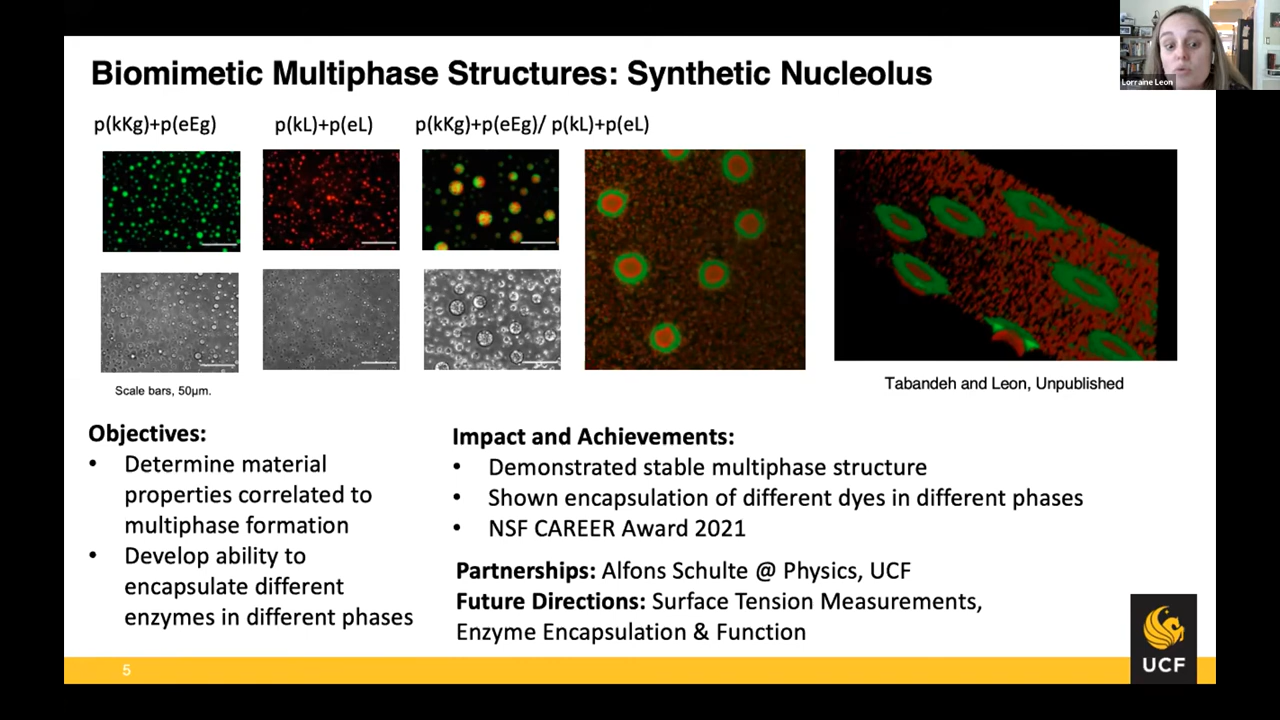 Biomimetic Multiphase Structures: Synthetic Nucleolus
Lorraine Leon
p(kKg)+p(eEg)
p(kL)+p(eL)
p(kKg)+p(eEg)/ p(kL)+p(eL)
Scale bars, 50µm.
Tabandeh and Leon, Unpublished
Objectives:
• Determine material
properties correlated to
multiphase formation
• Develop ability to
encapsulate different
enzymes in different phases
Impact and Achievements:
• Demonstrated stable multiphase structure
• Shown encapsulation of different dyes in different phases
• NSF CAREER Award 2021
Partnerships: Alfons Schulte @ Physics, UCF
Future Directions: Surface Tension Measurements,
Enzyme Encapsulation & Function
UCF
5